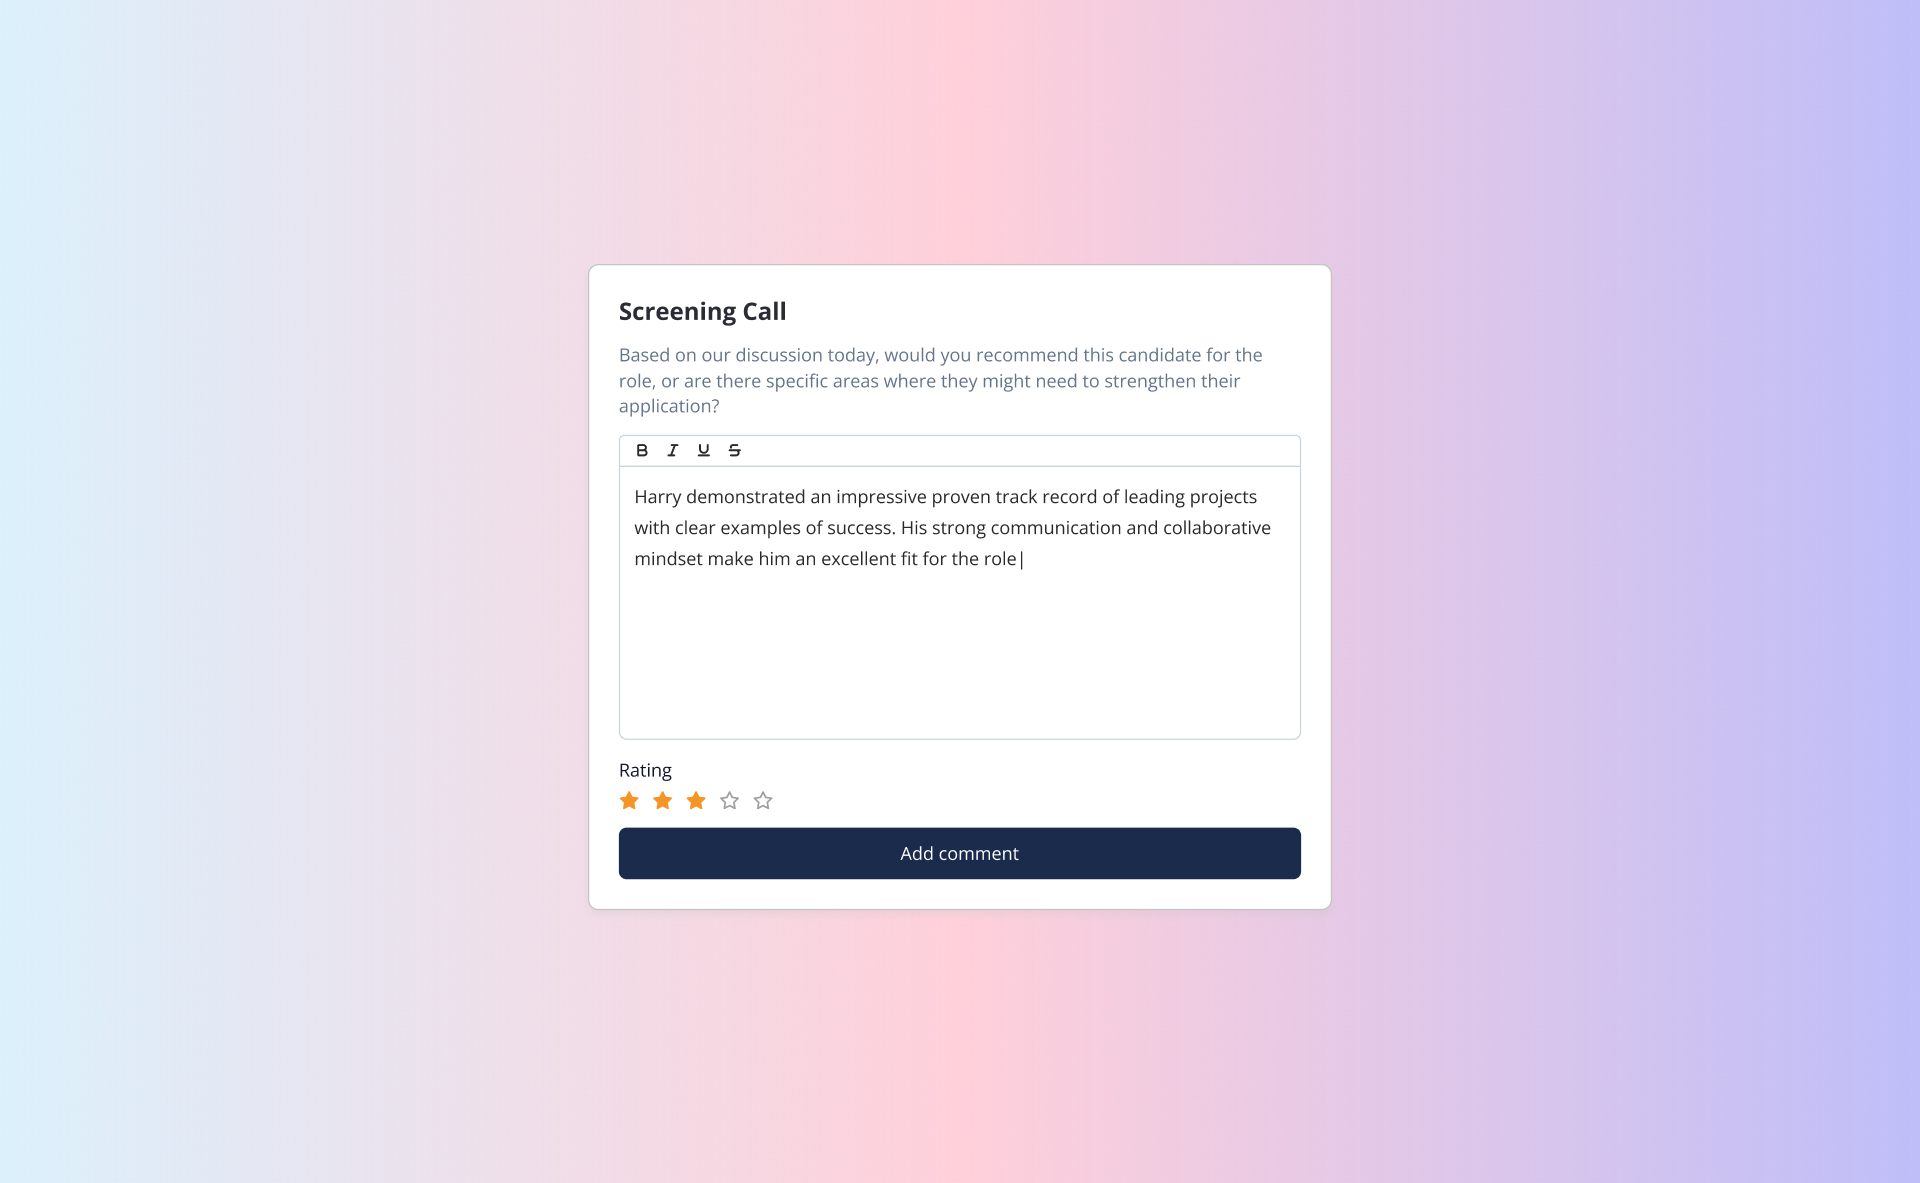 Screening Call
Based on our discussion today, would you recommend this candidate for the
role, or are there specific areas where they might need to strengthen their
application?
B I U S
Harry demonstrated an impressive proven track record of leading projects
with clear examples of success. His strong communication and collaborative
mindset make him an excellent fit for the role
Rating
Add comment